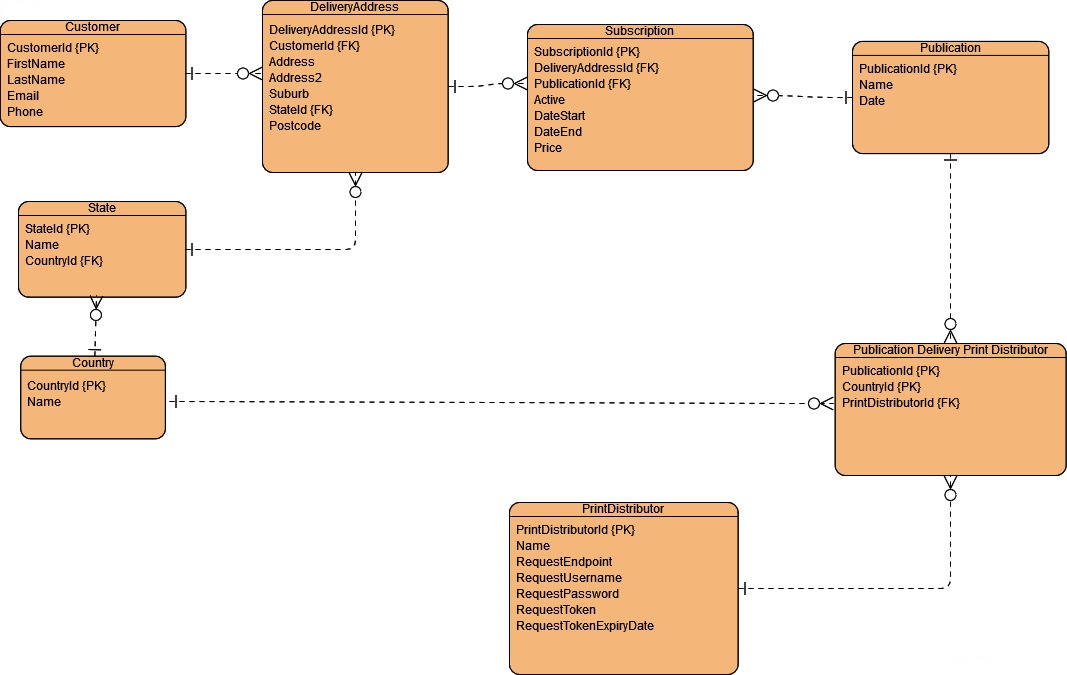 Customer
CustomerId {PK}
FirstName
LastName
Email
Phone
DeliveryAddress
DeliveryAddressId {PK}
CustomerId {FK}
Address
Address2
Suburb
StateId {FK}
Postcode
Subscription
SubscriptionId {PK}
DeliveryAddressId {FK}
PublicationId {FK}
Active
DateStart
DateEnd
Price
Publication
PublicationId {PK}
Name
Date
State
StateId {PK}
Name
CountryId {FK}
Country
CountryId {PK}
Name
Publication Delivery Print Distributor
PublicationId {PK}
CountryId {PK}
PrintDistributorId {FK}
PrintDistributor
PrintDistributorId {PK}
Name
RequestEndpoint
RequestUsername
RequestPassword
RequestToken
RequestTokenExpiryDate